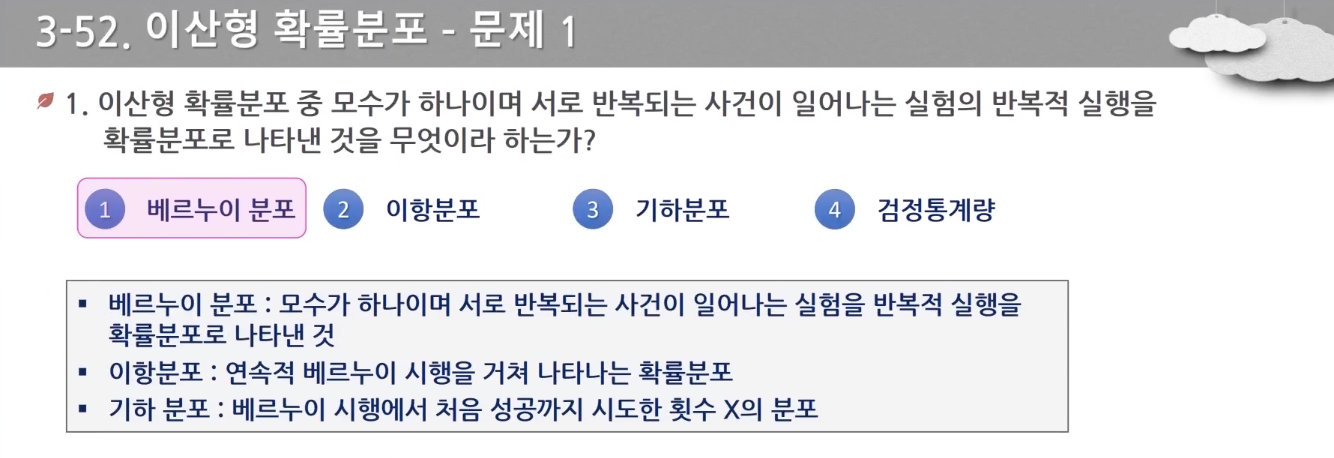 3-52. 이산형 확률분포 - 문제 1
1. 이산형 확률분포 중 모수가 하나이며 서로 반복되는 사건이 일어나는 실험의 반복적 실행을
확률분포로 나타낸 것을 무엇이라 하는가?
1 베르누이 분포 2 이항분포 3 기하분포 4 검정통계량
▪ 베르누이 분포 : 모수가 하나이며 서로 반복되는 사건이 일어나는 실험을 반복적 실행을
확률분포로 나타낸 것
▪ 이항분포 : 연속적 베르누이 시행을 거쳐 나타나는 확률분포
▪ 기하 분포 : 베르누이 시행에서 처음 성공까지 시도한 횟수 X의 분포